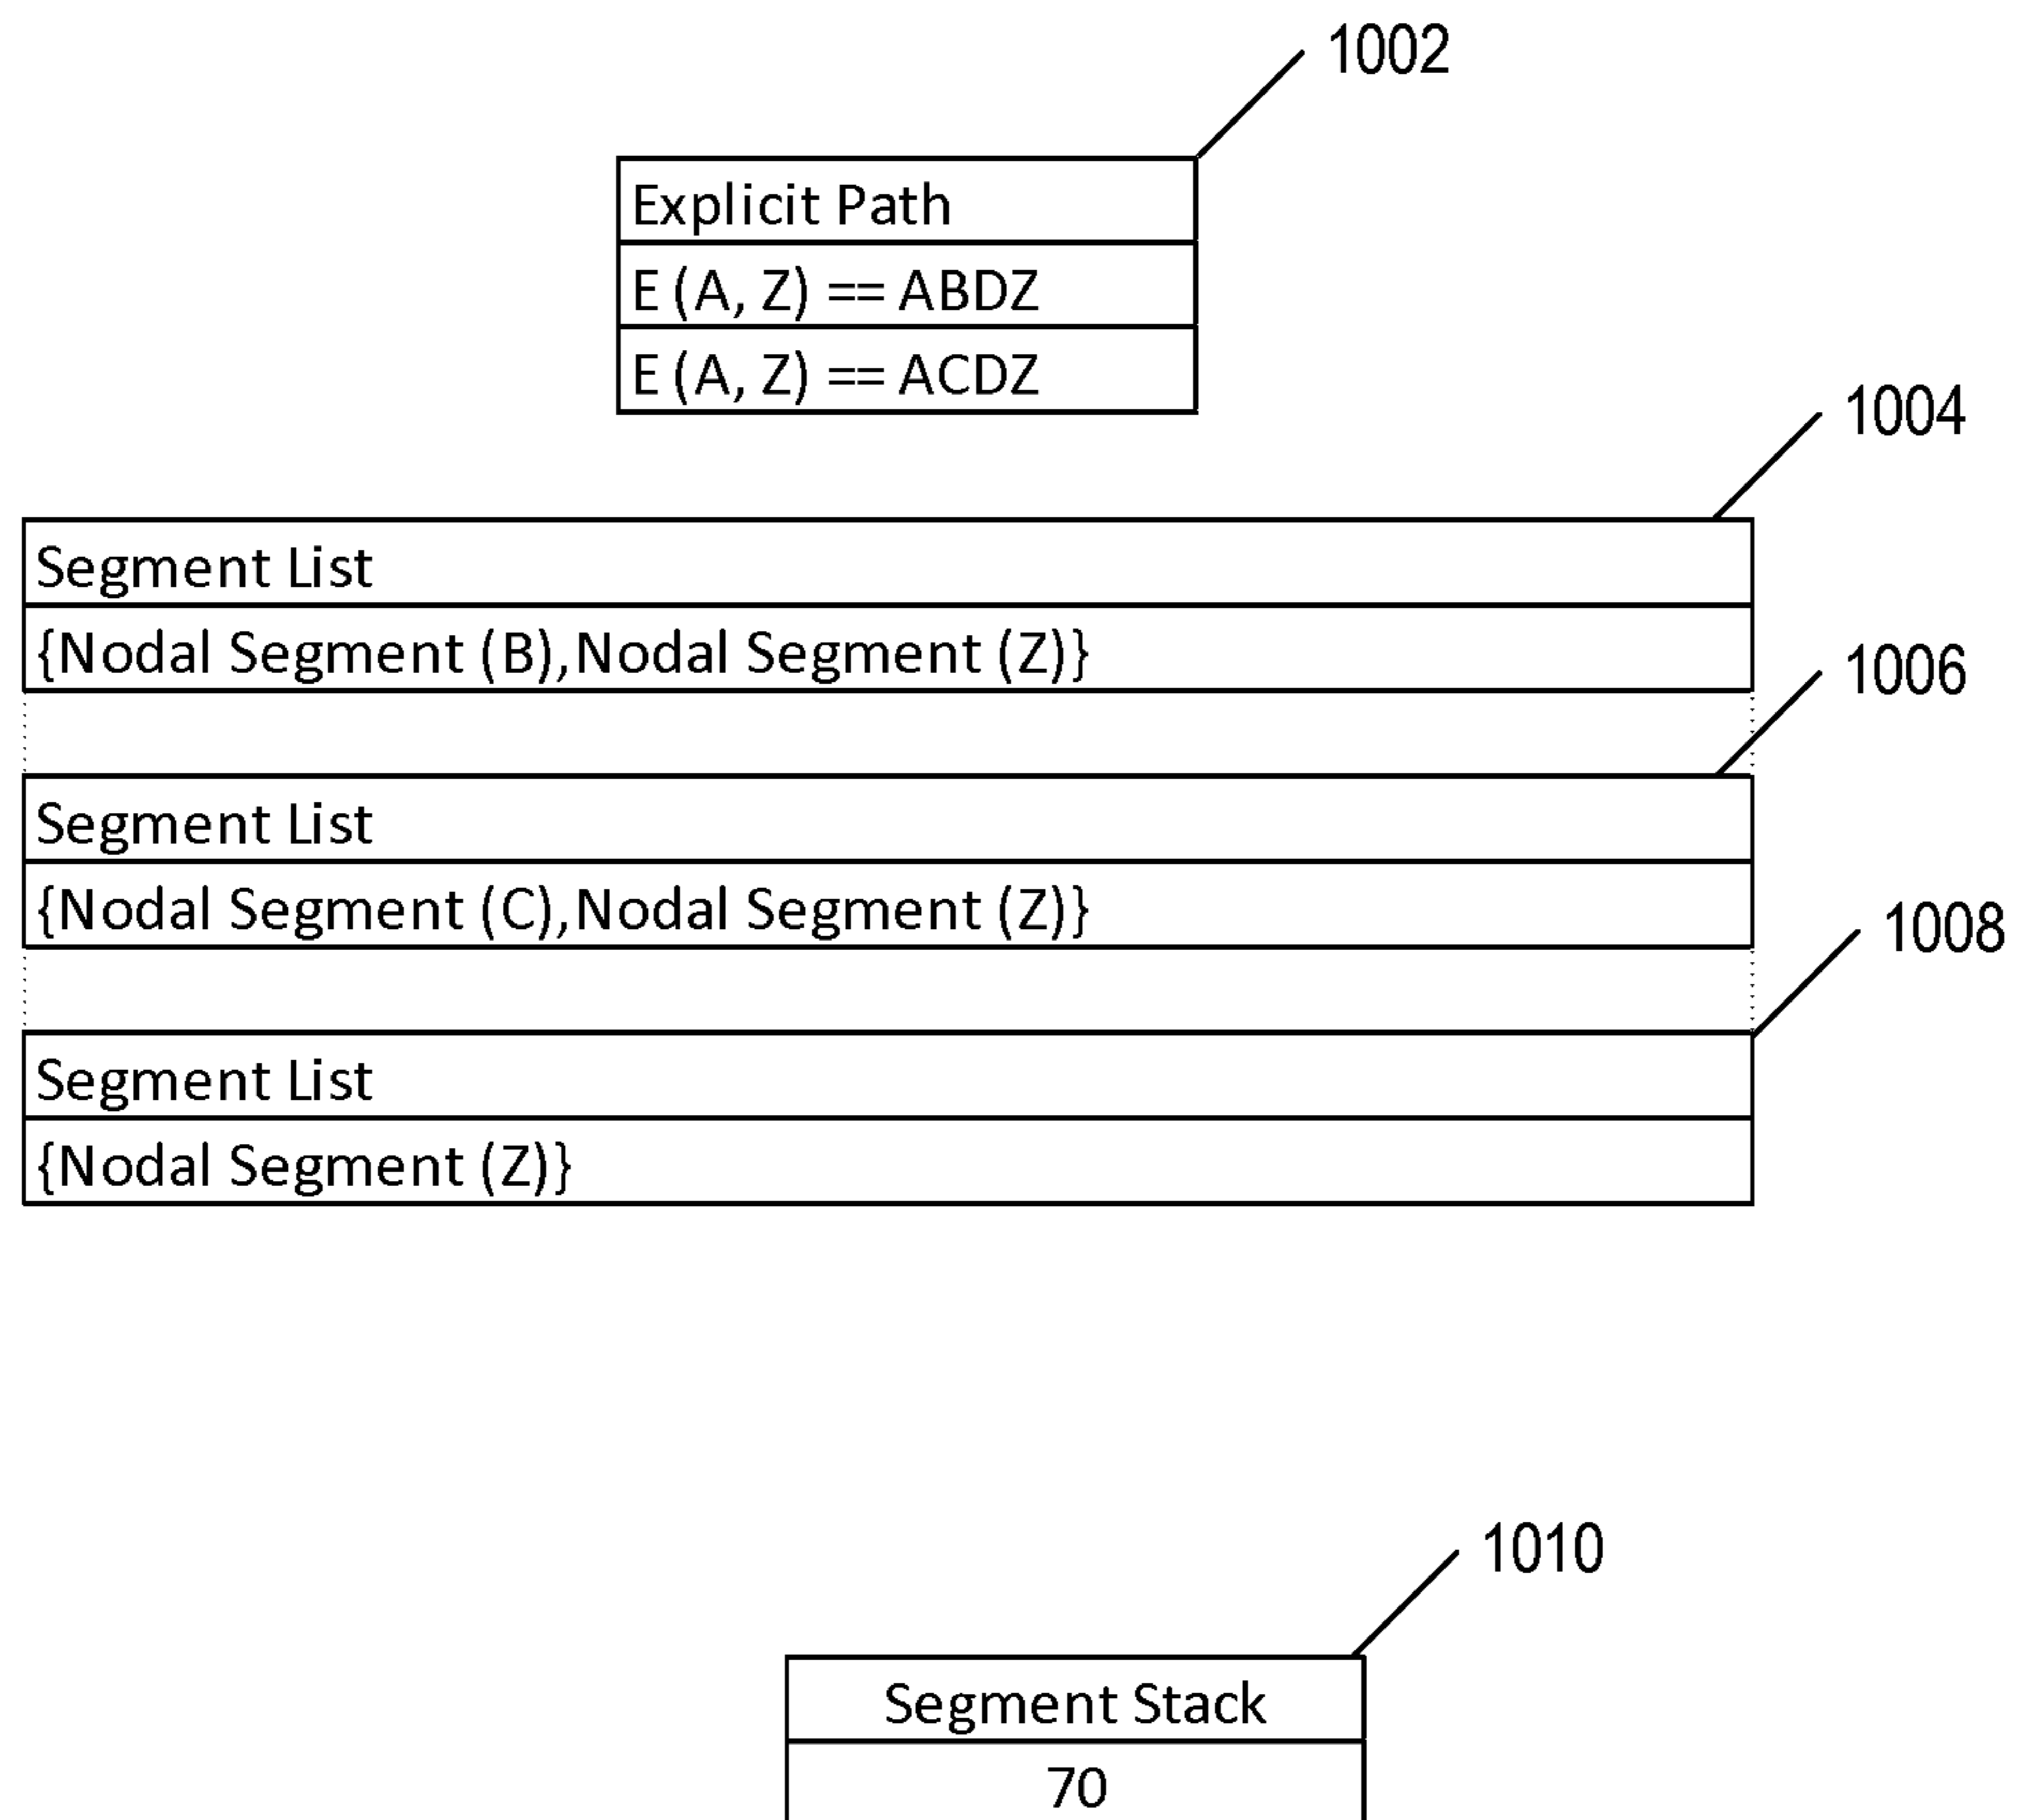 1002
Explicit Path
E (A, Z) == ABDZ
E (A, Z) == ACDZ
1004
Segment List
{Nodal Segment (B),Nodal Segment (Z)}
1006
Segment List
{Nodal Segment (C),Nodal Segment (Z)}
1008
Segment List
{Nodal Segment (Z)}
1010
Segment Stack
70